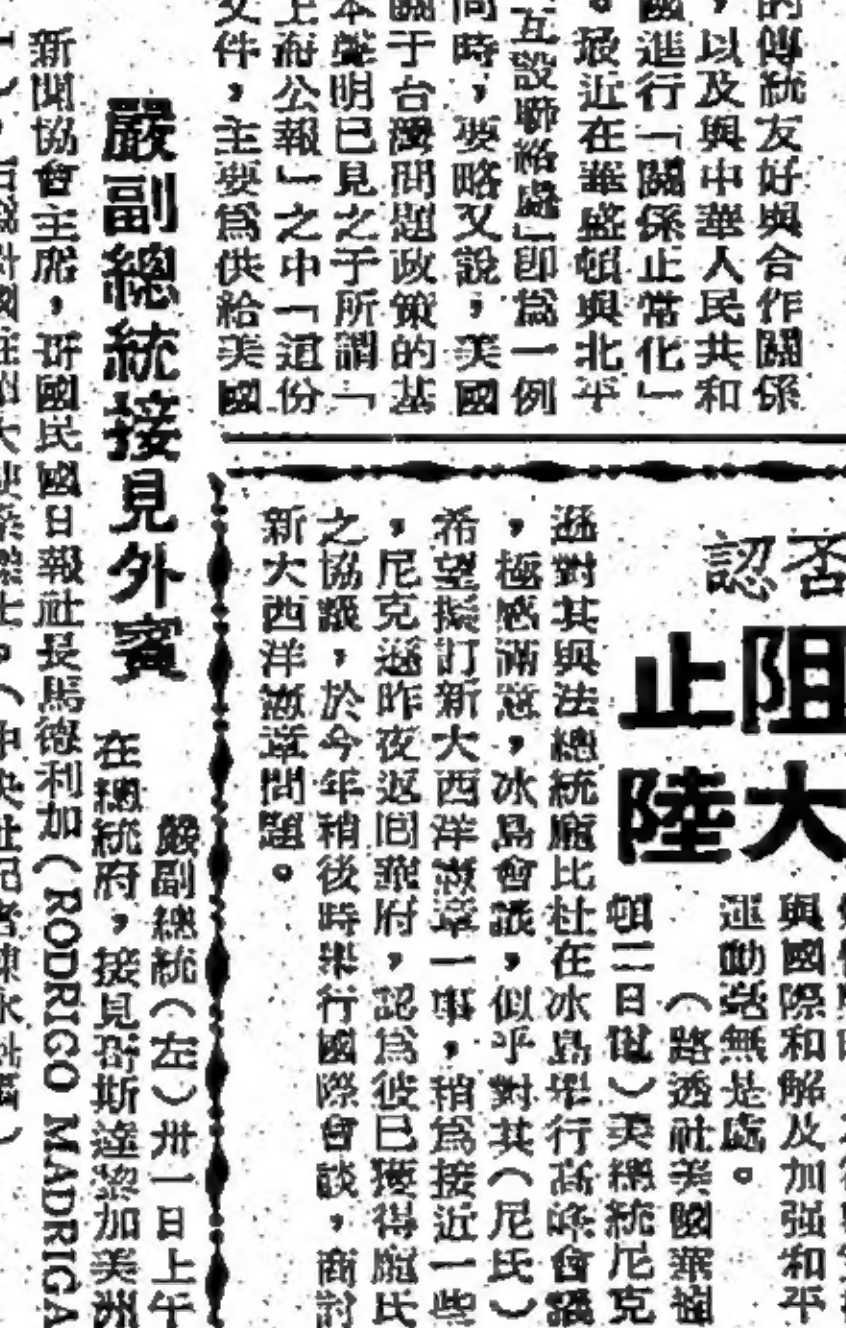 的傳統友好與合作關係
，以及與中華人民共和
國進行「關係正常化」
。最近在華盛頓與北平
互設聯絡處」即為一例
同時，要略又說，美國
關于台灣問題政策的基
本聲明已見之于所謂「
上海公報」之中「這份
文件，主要為供給美國
否認
阻止
大陸
與國際和解及加强和平
運動毫無是處。
（路透社美國華盛
頓二日電）美總統尼克
遜對其與法總統龐比杜在冰島舉行高峰會議
，極感滿意，冰島會議，似乎對其（尼氏）
希望擬訂新大西洋憲章一事，稍為接近一些
，尼克遜昨夜返回華府，認為彼已獲得龐氏
之協議，於今年稍後時舉行國際會談，商討
新大西洋憲章問題。
嚴副總統接見外賓
嚴副總統（左）卅一日上午
在總統府，接見哥斯達黎加美洲
新聞協會主席，哥國民國日報社長馬德利加（RODRIGO MADRIGA